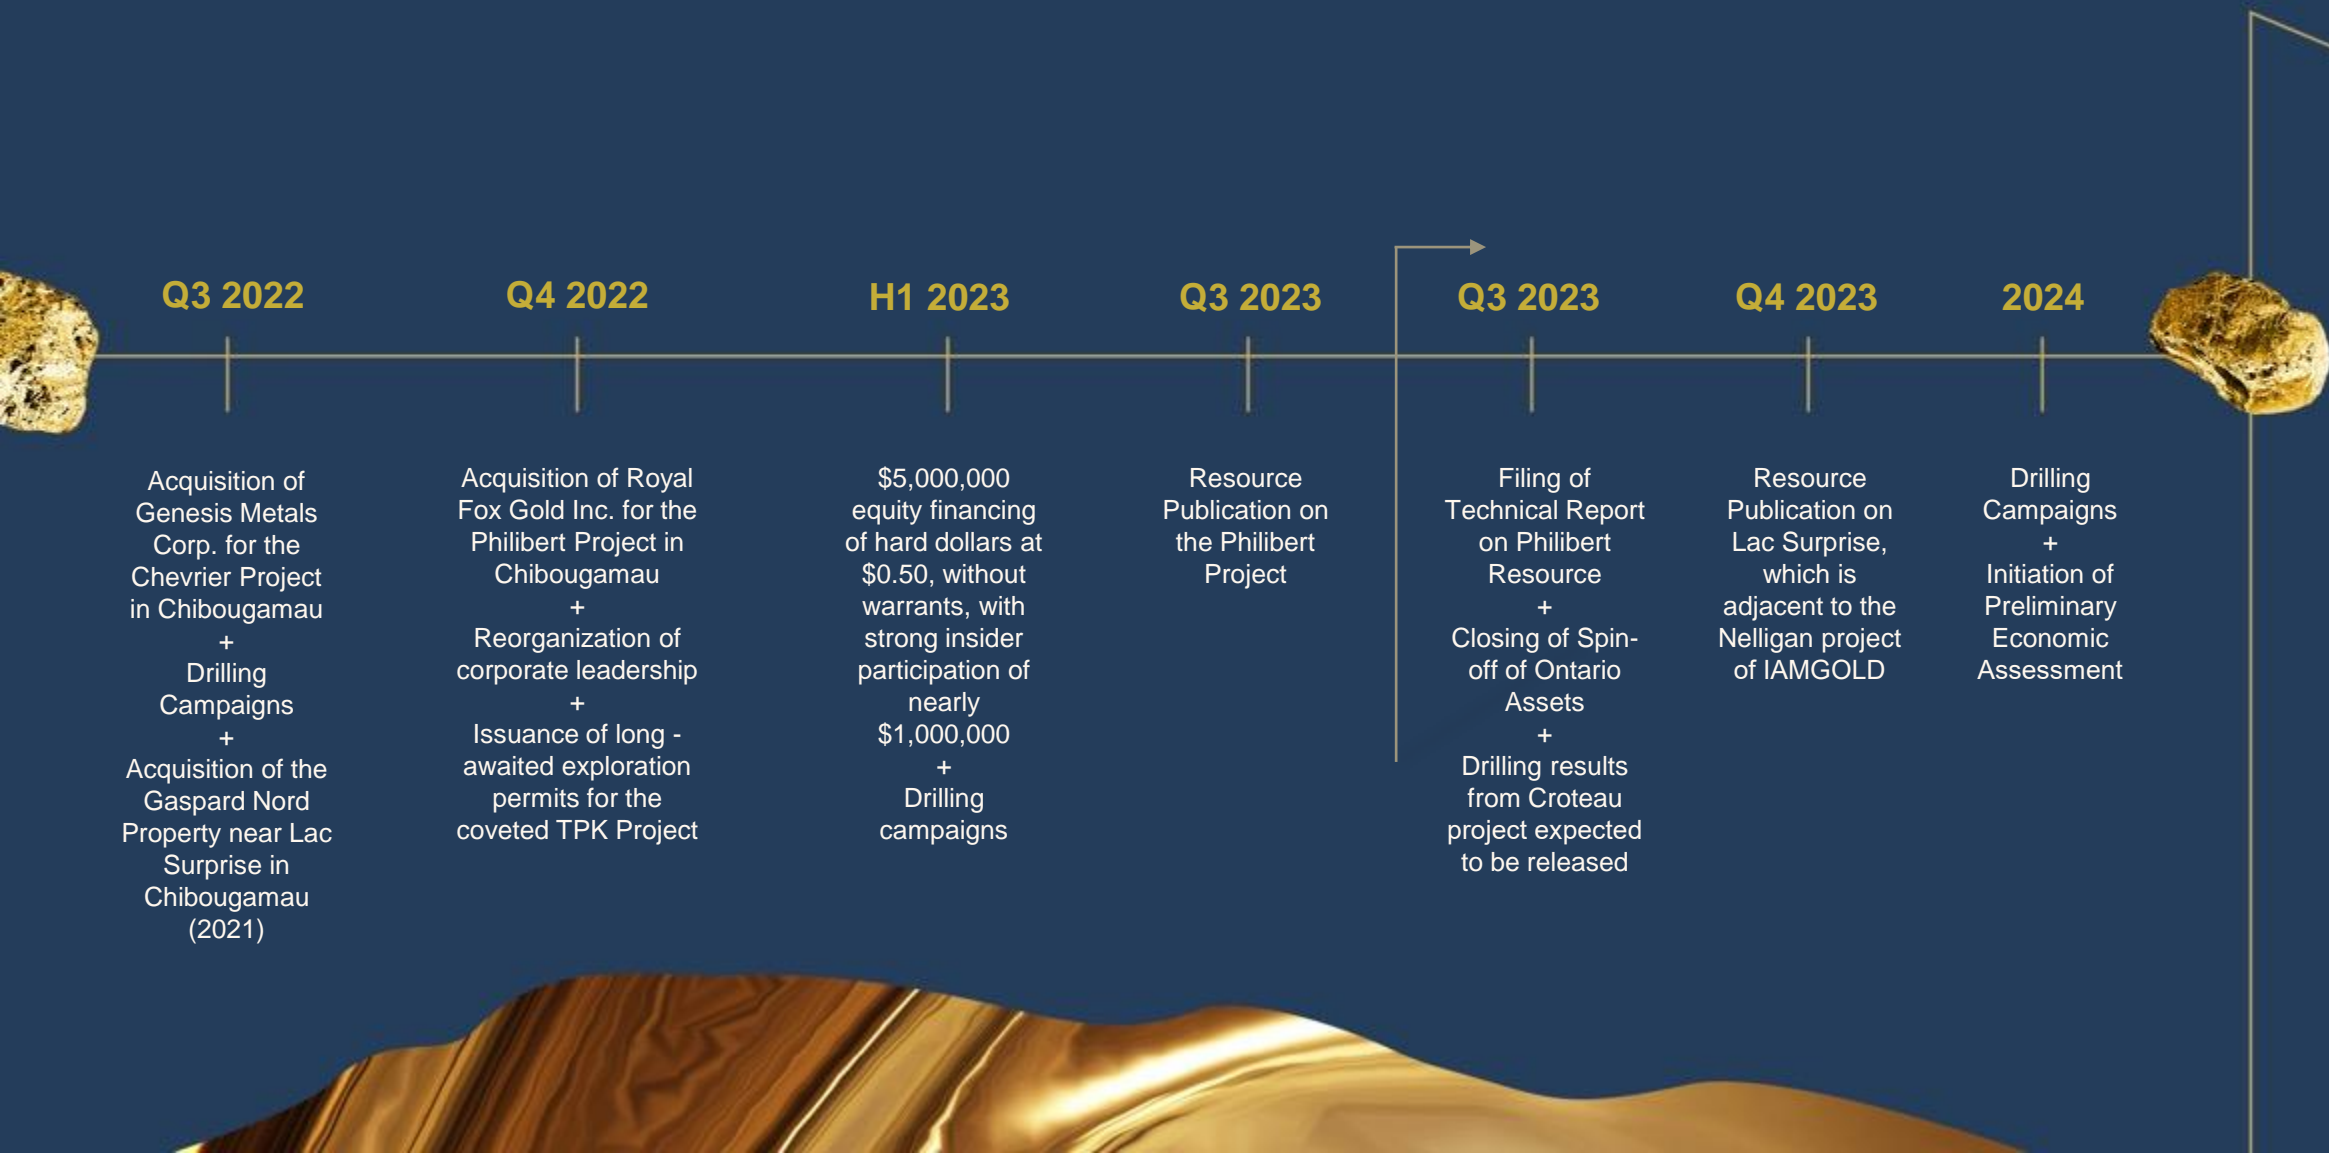 Q3 2022
Acquisition of
Genesis Metals
Corp. for the
Chevrier Project
in Chibougamau
+
Drilling
Campaigns
+
Acquisition of the
Gaspard Nord
Property near Lac
Surprise in
Chibougamau
(2021)
Q4 2022
Acquisition of Royal
Fox Gold Inc. for the
Philibert Project in
Chibougamau
+
Reorganization of
corporate leadership
+
Issuance of long -
awaited exploration
permits for the
coveted TPK Project
H1 2023
$5,000,000
equity financing
of hard dollars at
$0.50, without
warrants, with
strong insider
participation of
nearly
$1,000,000
+
Drilling
campaigns
Q3 2023
Resource
Publication on
the Philibert
Project
Q3 2023
Filing of
Technical Report
on Philibert
Resource
+
Closing of Spin-
off of Ontario
Assets
+
Drilling results
from Croteau
project expected
to be released
Q4 2023
Resource
Publication on
Lac Surprise,
which is
adjacent to the
Nelligan project
of IAMGOLD
2024
Drilling
Campaigns
+
Initiation of
Preliminary
Economic
Assessment